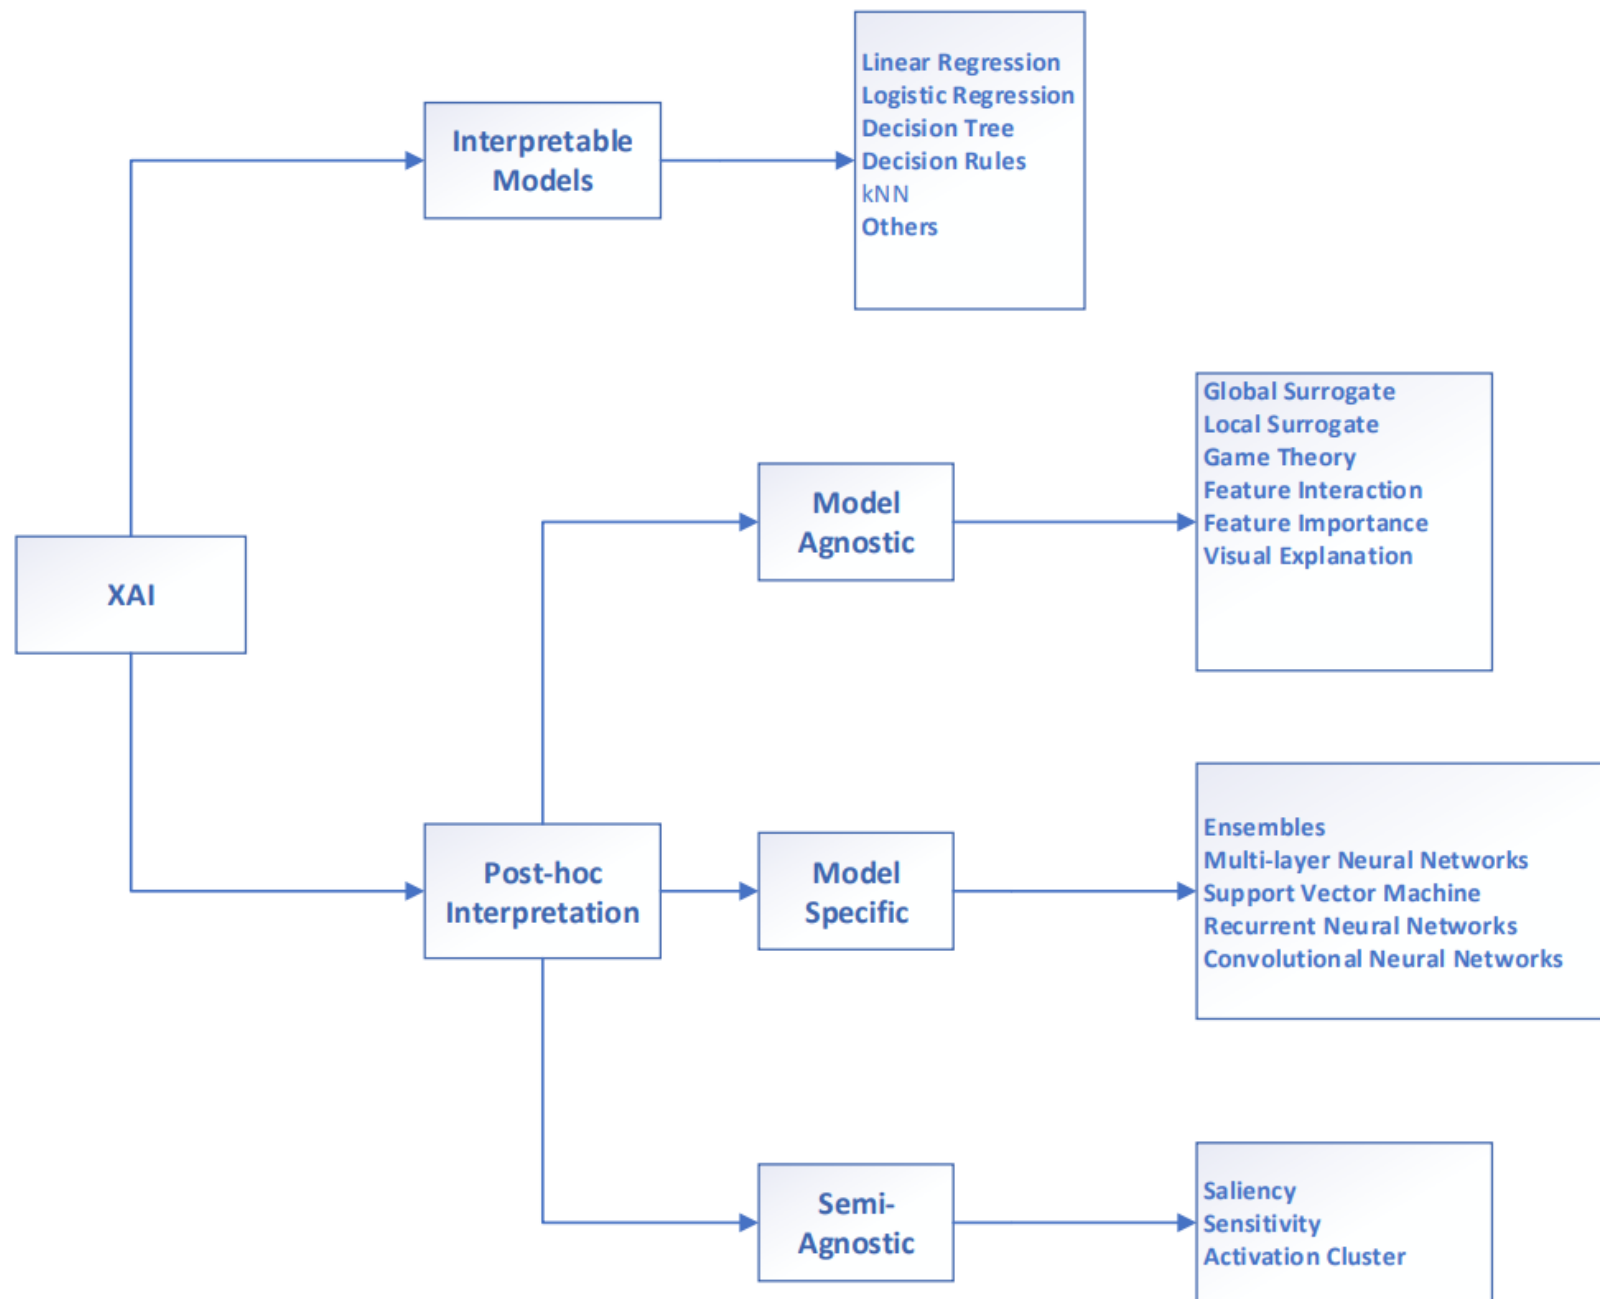 Linear Regression
Logistic Regression
Decision Tree
Decision Rules
kNN
Others
Interpretable
Models
Global Surrogate
Local Surrogate
Game Theory
Feature Interaction
Feature Importance
Visual Explanation
Model
Agnostic
XAI
Ensembles
Multi-layer Neural Networks
Support Vector Machine
Recurrent Neural Networks
Convolutional Neural Networks
Post-hoc
Interpretation
Model
Specific
Semi-
Agnostic
Saliency
Sensitivity
Activation Cluster